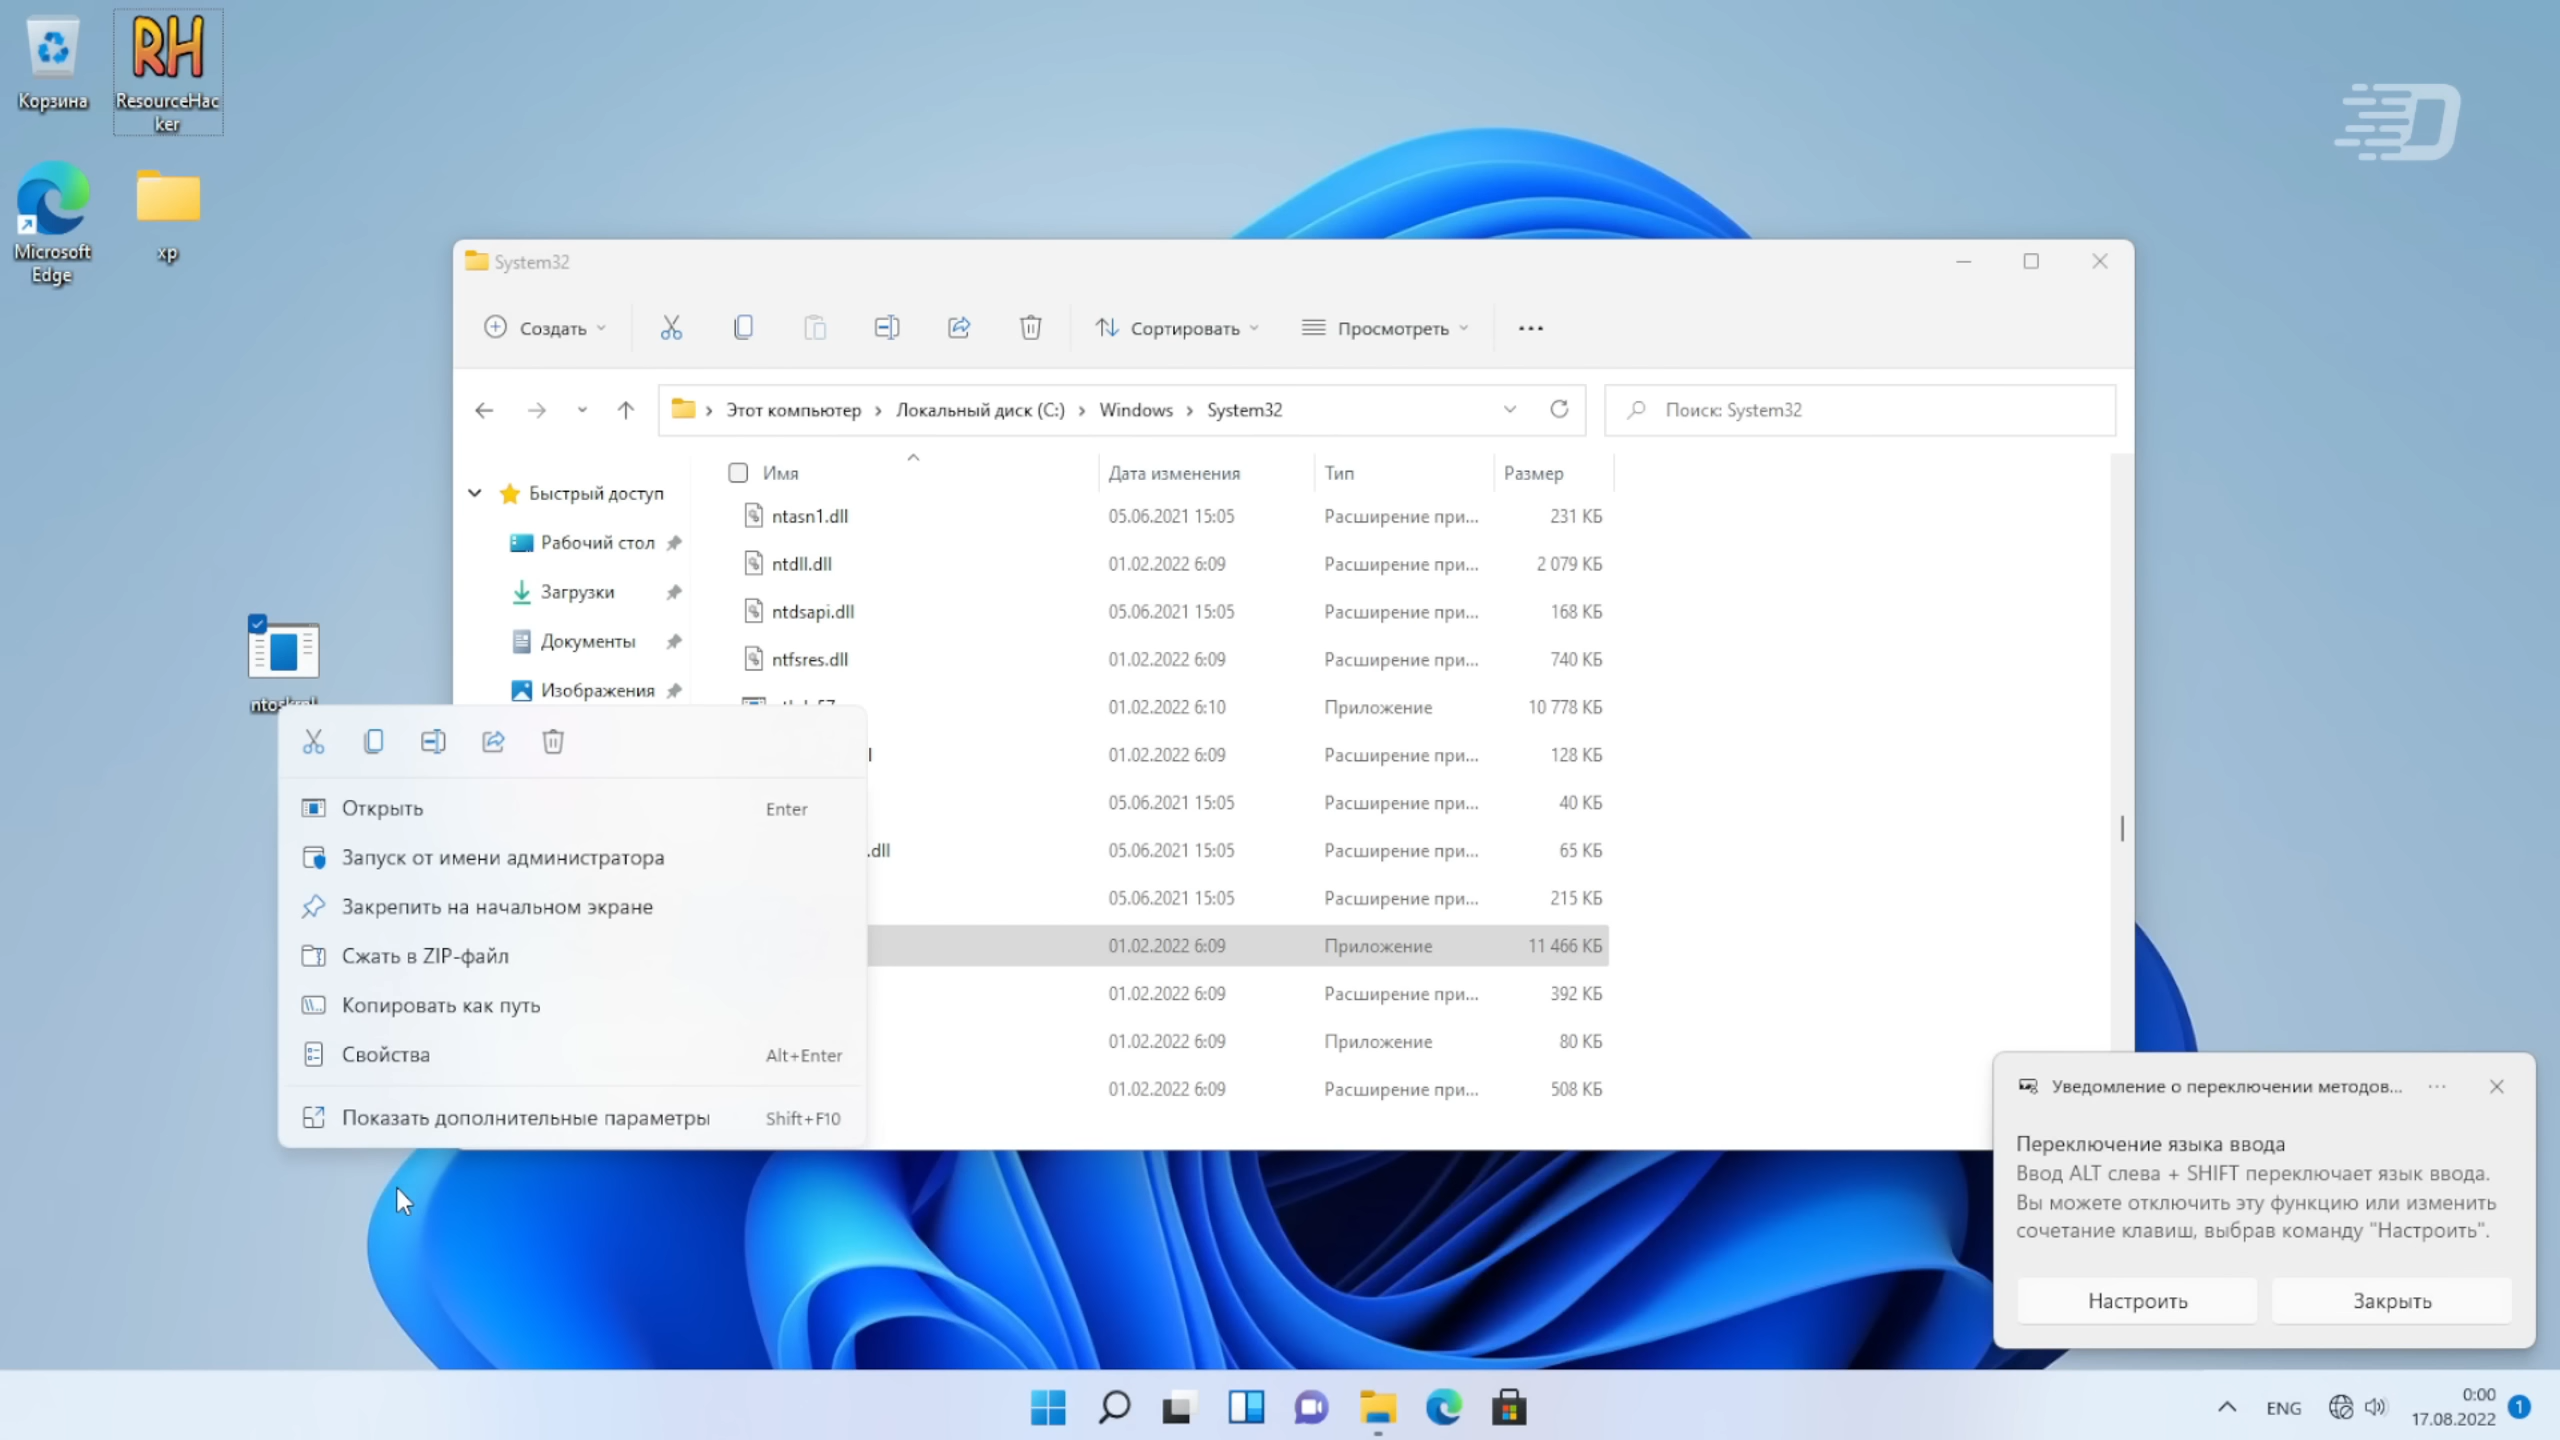 Корзина
ResourceHac
ker
Microsoft
Edge
xp
ntoskrnl
System32
Создать
Сортировать
Просмотреть
Этот компьютер
Локальный диск (C:)
Windows
System32
Поиск: System32
Быстрый доступ
Рабочий стол
Загрузки
Документы
Изображения
Имя Дата изменения Тип Размер
ntasn1.dll 05.06.2021 15:05 Расширение при... 231 КБ
ntdll.dll 01.02.2022 6:09 Расширение при... 2 079 КБ
ntdsapi.dll 05.06.2021 15:05 Расширение при... 168 КБ
ntfsres.dll 01.02.2022 6:09 Расширение при... 740 КБ
01.02.2022 6:10 Приложение 10 778 КБ
l 01.02.2022 6:09 Расширение при... 128 КБ
05.06.2021 15:05 Расширение при... 40 КБ
.dll 05.06.2021 15:05 Расширение при... 65 КБ
05.06.2021 15:05 Расширение при... 215 КБ
01.02.2022 6:09 Приложение 11 466 КБ
01.02.2022 6:09 Расширение при... 392 КБ
01.02.2022 6:09 Приложение 80 КБ
01.02.2022 6:09 Расширение при... 508 КБ
Открыть Enter
Запуск от имени администратора
Закрепить на начальном экране
Сжать в ZIP-файл
Копировать как путь
Свойства Alt+Enter
Показать дополнительные параметры Shift+F10
Уведомление о переключении методов...
Переключение языка ввода
Ввод ALT слева + SHIFT переключает язык ввода.
Вы можете отключить эту функцию или изменить
сочетание клавиш, выбрав команду "Настроить".
Настроить
Закрыть
ENG
0:00
17.08.2022
1